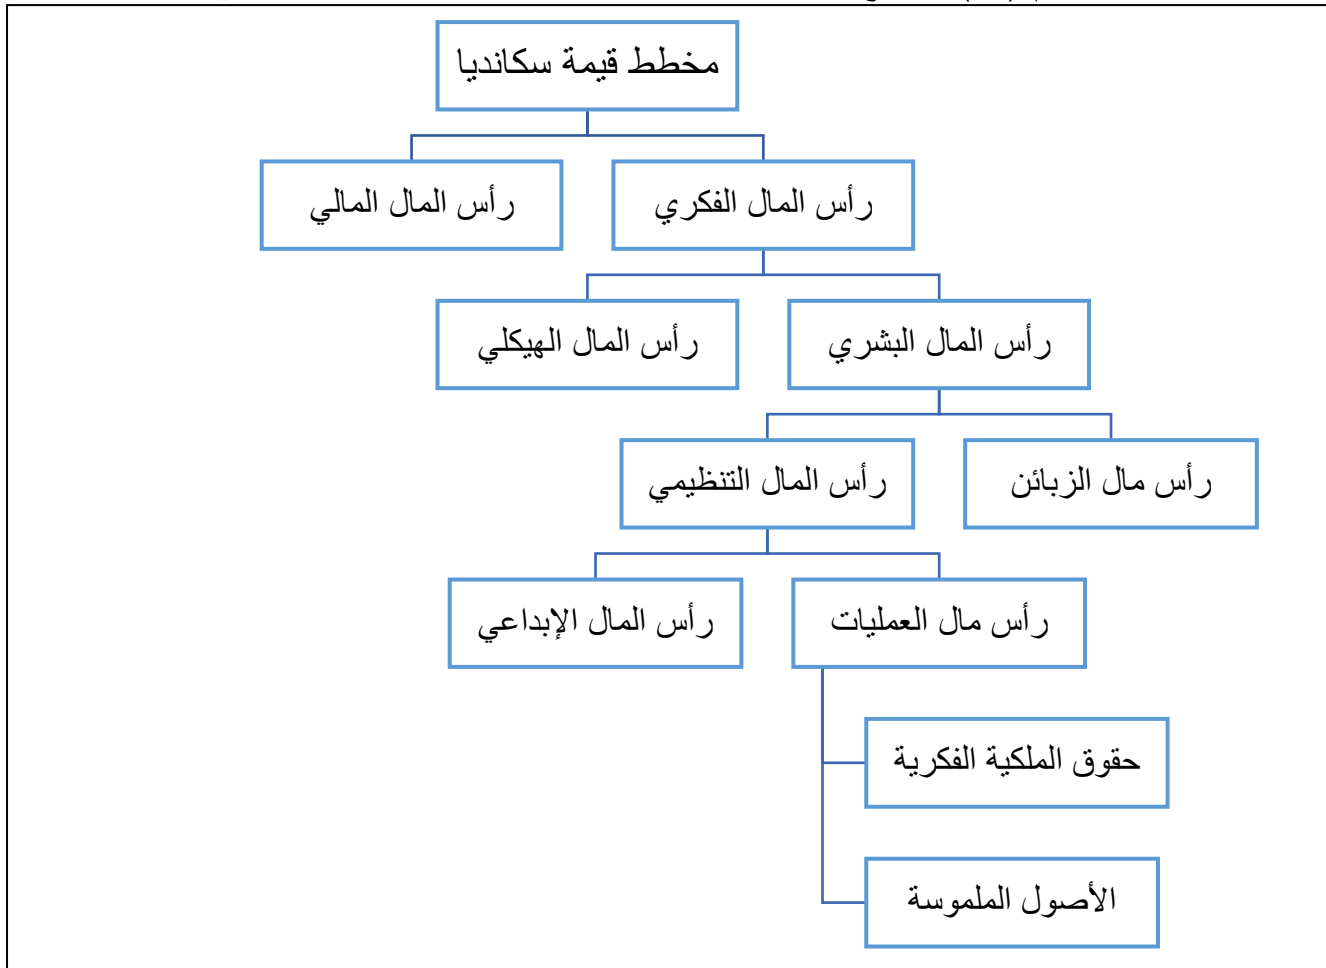 مخطط قيمة سكانديا
رأس المال الفكري
رأس المال المالي
رأس المال البشري
رأس المال الهيكلي
رأس مال الزبائن
رأس المال التنظيمي
رأس مال العمليات
رأس المال الإبداعي
حقوق الملكية الفكرية
الأصول الملموسة